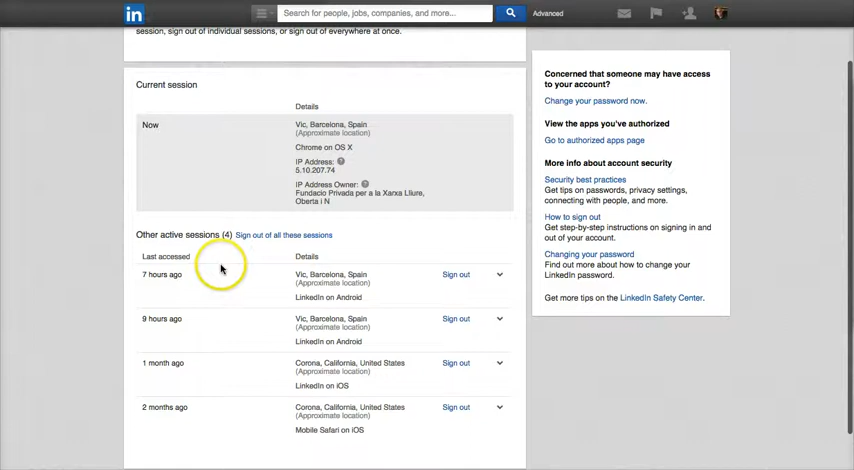 in
Search for people, jobs, companies, and more...
Advanced
session, sign out of individual sessions, or sign out of everywhere at once.
Current session
Details
Now
Vic, Barcelona, Spain
(Approximate location)
Chrome on OS X
IP Address: ?
5.10.207.74
IP Address Owner: ?
Fundacio Privada per a la Xarxa Lliure,
Oberta i N
Other active sessions (4) Sign out of all these sessions
Last accessed Details
7 hours ago Vic, Barcelona, Spain Sign out
(Approximate location)
LinkedIn on Android
9 hours ago Vic, Barcelona, Spain Sign out
(Approximate location)
LinkedIn on Android
1 month ago Corona, California, United States Sign out
(Approximate location)
LinkedIn on iOS
2 months ago Corona, California, United States Sign out
(Approximate location)
Mobile Safari on iOS
Concerned that someone may have access
to your account?
Change your password now.
View the apps you've authorized
Go to authorized apps page
More info about account security
Security best practices
Get tips on passwords, privacy settings,
connecting with people, and more.
How to sign out
Get step-by-step instructions on signing in and
out of your account.
Changing your password
Find out more about how to change your
LinkedIn password.
Get more tips on the LinkedIn Safety Center.